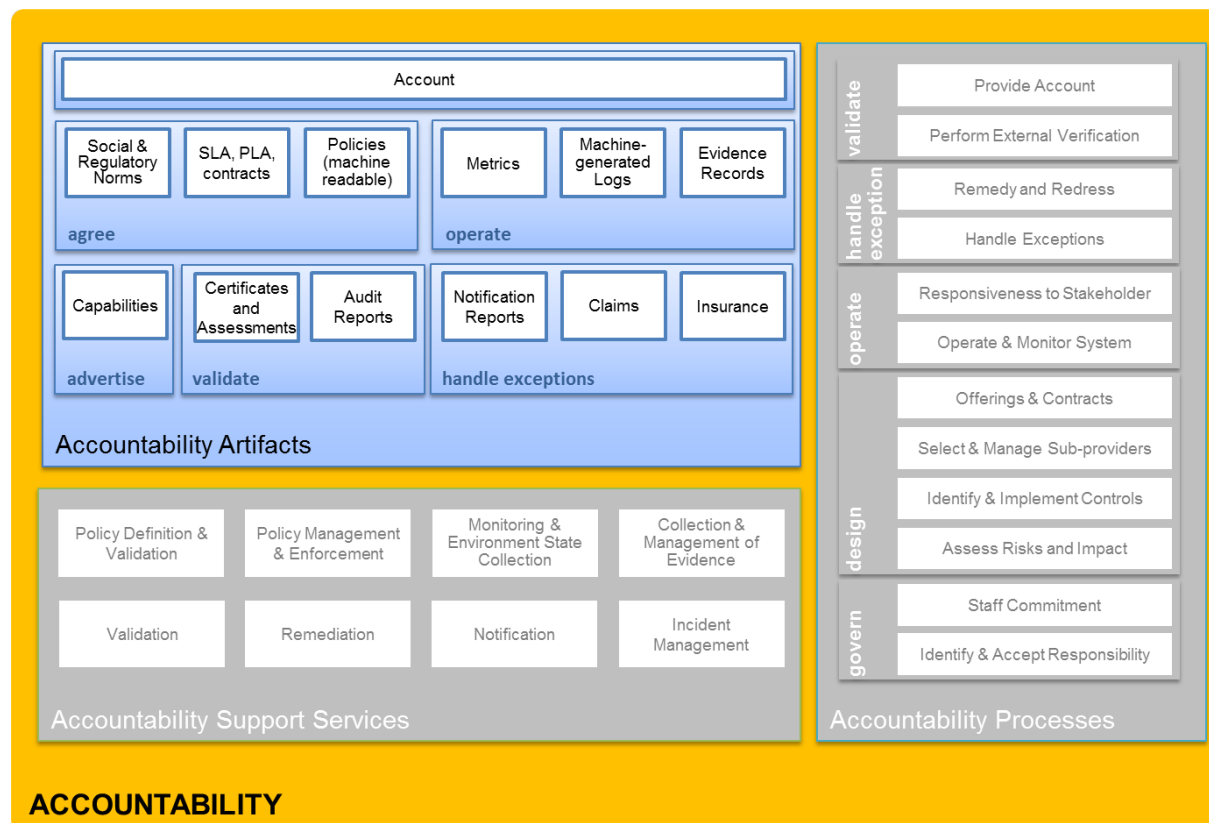 Account
Social &
Regulatory
Norms
SLA, PLA,
contracts
Policies
(machine
readable)
agree
Metrics
Machine-
generated
Logs
Evidence
Records
operate
Capabilities
advertise
Certificates
and
Assessments
Audit
Reports
validate
Notification
Reports
Claims
Insurance
handle exceptions
Accountability Artifacts
Policy Definition &
Validation
Policy Management
& Enforcement
Monitoring &
Environment State
Collection
Collection &
Management of
Evidence
Validation
Remediation
Notification
Incident
Management
Accountability Support Services
validate
Provide Account
Perform External Verification
handle
exception
Remedy and Redress
Handle Exceptions
operate
Responsiveness to Stakeholder
Operate & Monitor System
design
Offerings & Contracts
Select & Manage Sub-providers
Identify & Implement Controls
Assess Risks and Impact
govern
Staff Commitment
Identify & Accept Responsibility
Accountability Processes
ACCOUNTABILITY